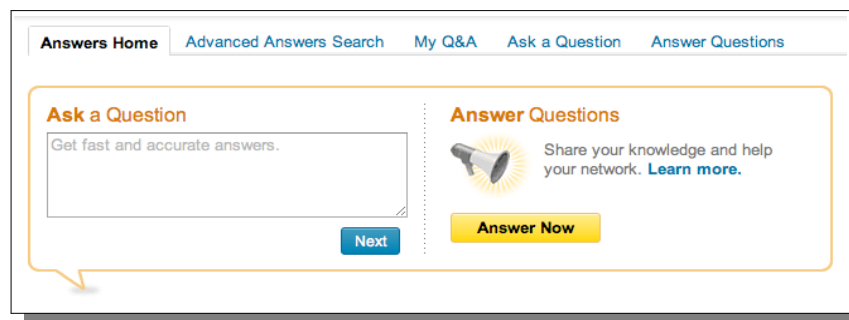 Answers Home Advanced Answers Search My Q&A Ask a Question Answer Questions
Ask a Question
Get fast and accurate answers.
Next
Answer Questions
Share your knowledge and help
your network. Learn more.
Answer Now